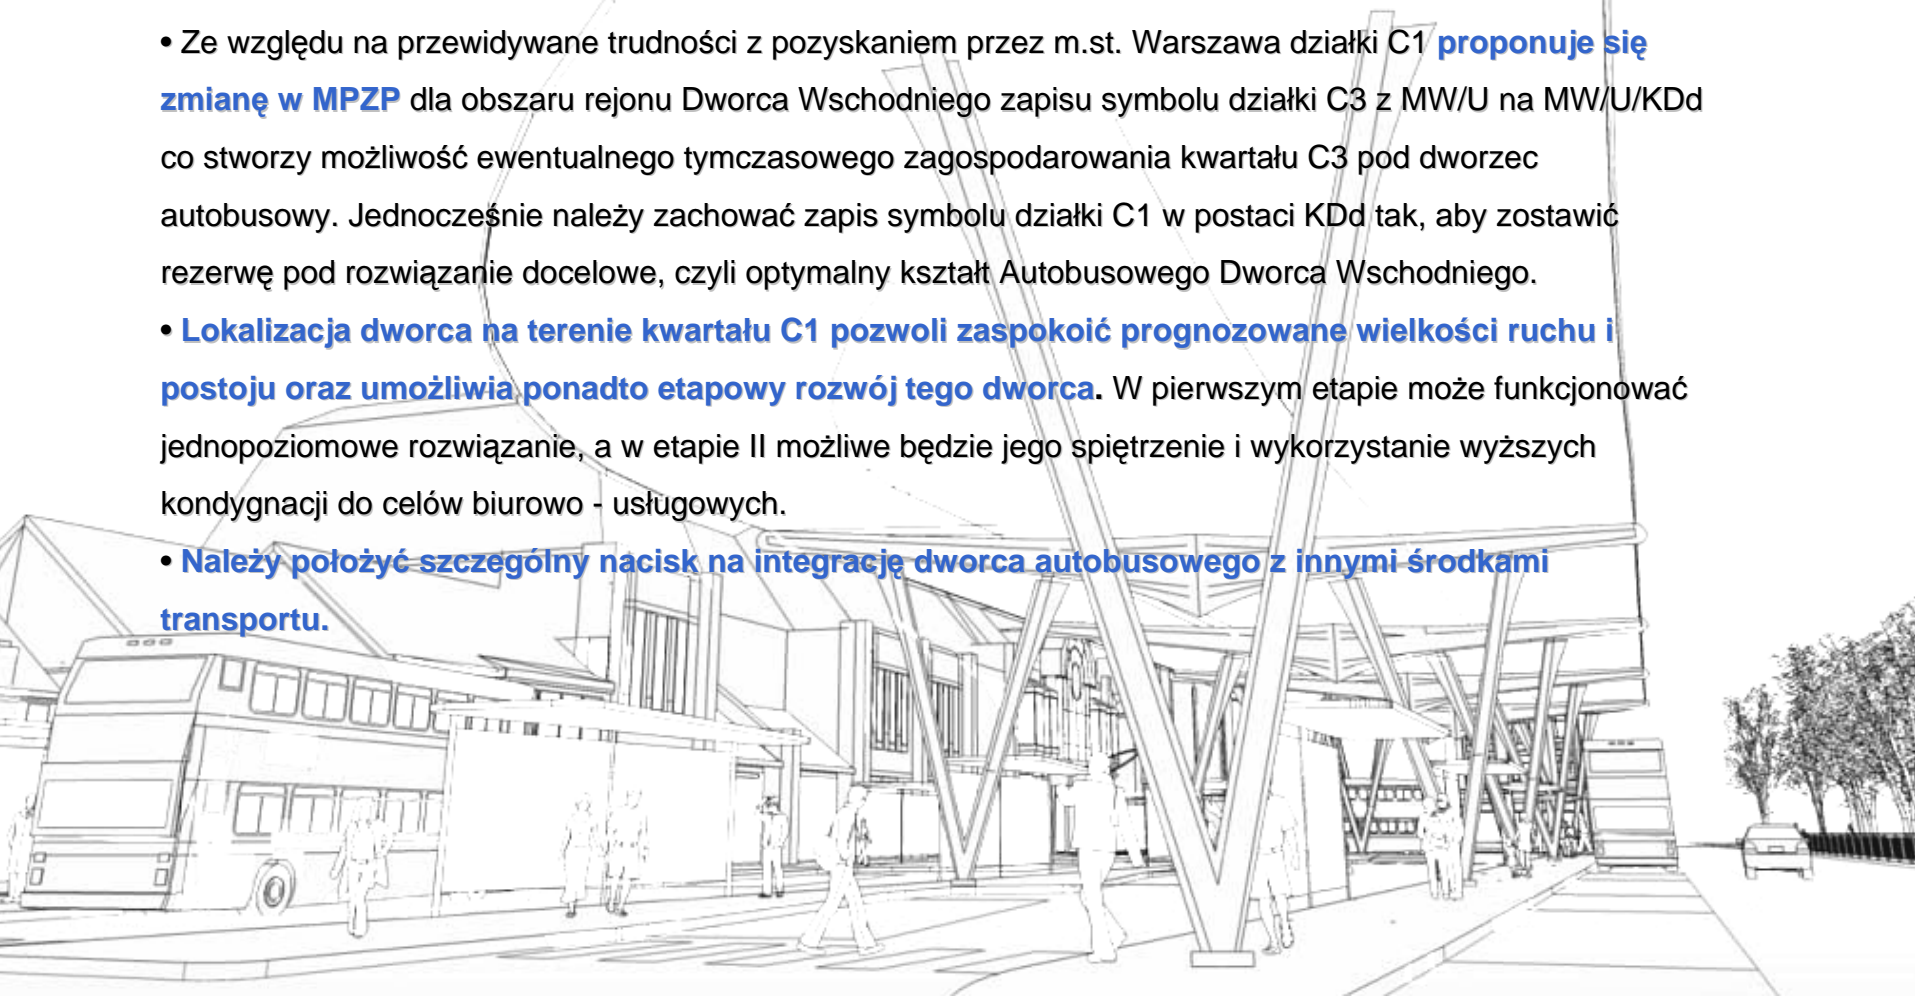 • Ze względu na przewidywane trudności z pozyskaniem przez m.st. Warszawa działki C1 proponuje się
zmianę w MPZP dla obszaru rejonu Dworca Wschodniego zapisu symbolu działki C3 z MW/U na MW/U/KDd
co stworzy możliwość ewentualnego tymczasowego zagospodarowania kwartału C3 pod dworzec
autobusowy. Jednocześnie należy zachować zapis symbolu działki C1 w postaci KDd tak, aby zostawić
rezerwę pod rozwiązanie docelowe, czyli optymalny kształt Autobusowego Dworca Wschodniego.
• Lokalizacja dworca na terenie kwartału C1 pozwoli zaspokoić prognozowane wielkości ruchu i
postoju oraz umożliwia ponadto etapowy rozwój tego dworca. W pierwszym etapie może funkcjonować
jednopoziomowe rozwiązanie, a w etapie II możliwe będzie jego spiętrzenie i wykorzystanie wyższych
kondygnacji do celów biurowo - usługowych.
• Należy położyć szczególny nacisk na integrację dworca autobusowego z innymi środkami
transportu.